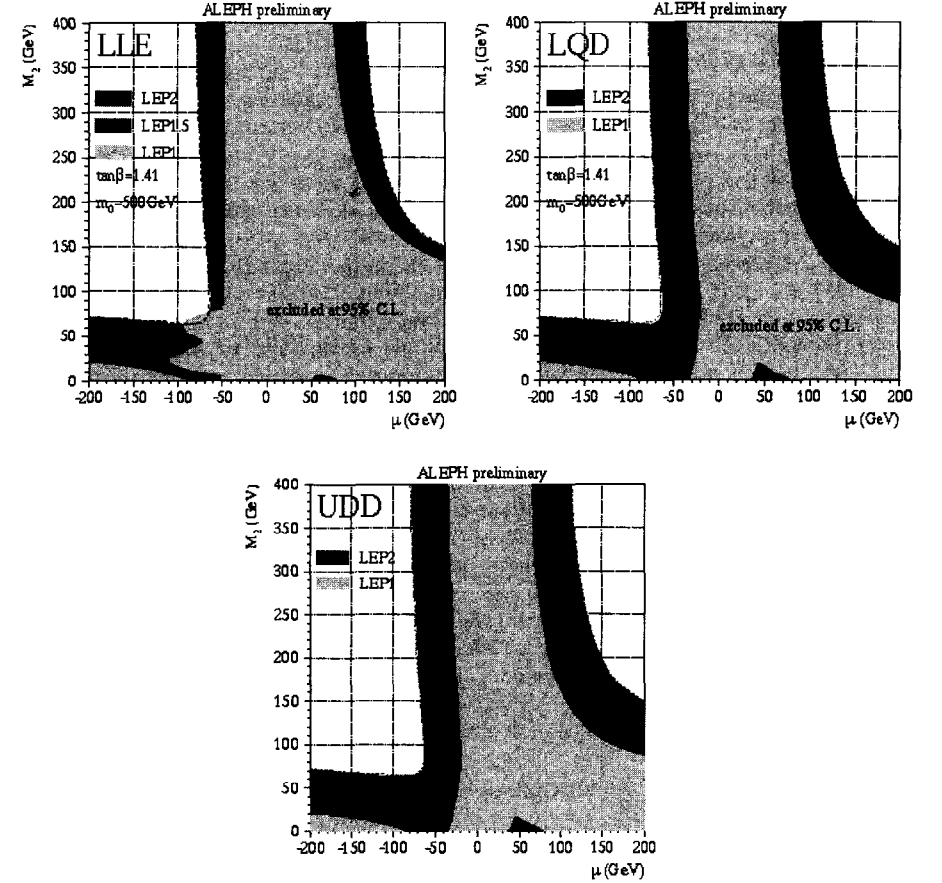 ALEPH preliminary
M₂ (GeV)
LLE
LEP2
LEP1.5
LEP1
tanβ=1.41
m₀=500GeV
excluded at 95% C.L.
400
350
300
250
200
150
100
50
0
-200 -150 -100 -50 0 50 100 150 200
μ (GeV)
ALEPH preliminary
M₂ (GeV)
LQD
LEP2
LEP1
tanβ=1.41
m₀=500GeV
excluded at 95% C.L.
400
350
300
250
200
150
100
50
0
-200 -150 -100 -50 0 50 100 150 200
μ (GeV)
ALEPH preliminary
M₂ (GeV)
UDD
LEP2
LEP1
400
350
300
250
200
150
100
50
0
-200 -150 -100 -50 0 50 100 150 200
μ (GeV)